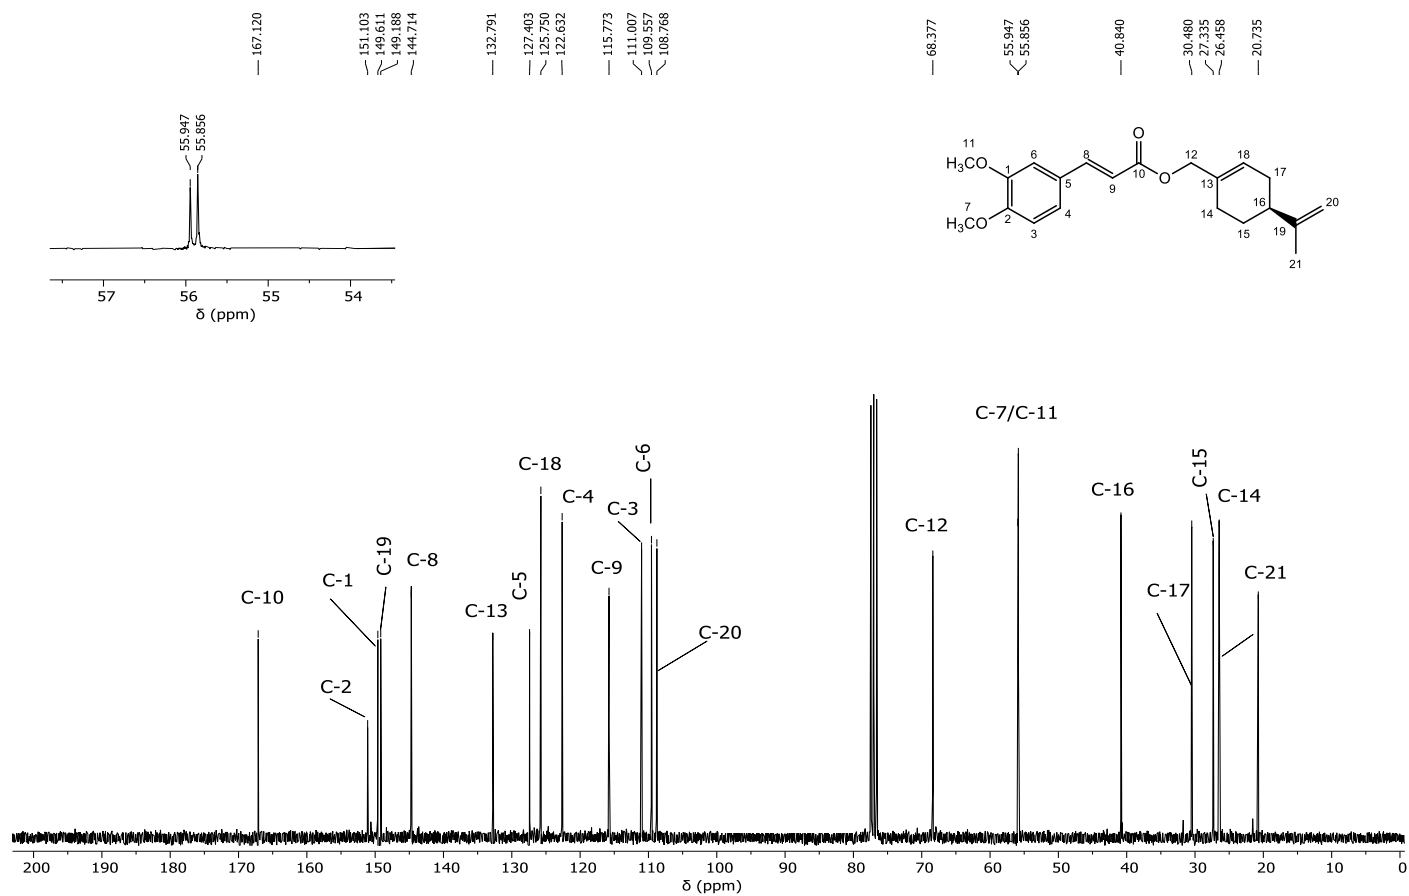 167.120
151.103
149.611
149.188
144.714
132.791
127.403
125.750
122.632
115.773
111.007
109.557
108.768
68.377
55.947
55.856
40.840
30.480
27.335
26.458
20.735
55.947
55.856
57 56 55 54
δ (ppm)
O
11 6 8 12 18
H₃CO 1 10 17
5 9 O 13
7 16 20
H₃CO 2 4 14
3 15 19
21
C-7/C-11
C-6
C-18
C-15
C-4
C-16
C-14
C-3
C-12
C-19
C-8
C-1
C-5
C-9
C-10
C-17
C-21
C-13
C-20
C-2
200 190 180 170 160 150 140 130 120 110 100 90 80 70 60 50 40 30 20 10 0
δ (ppm)